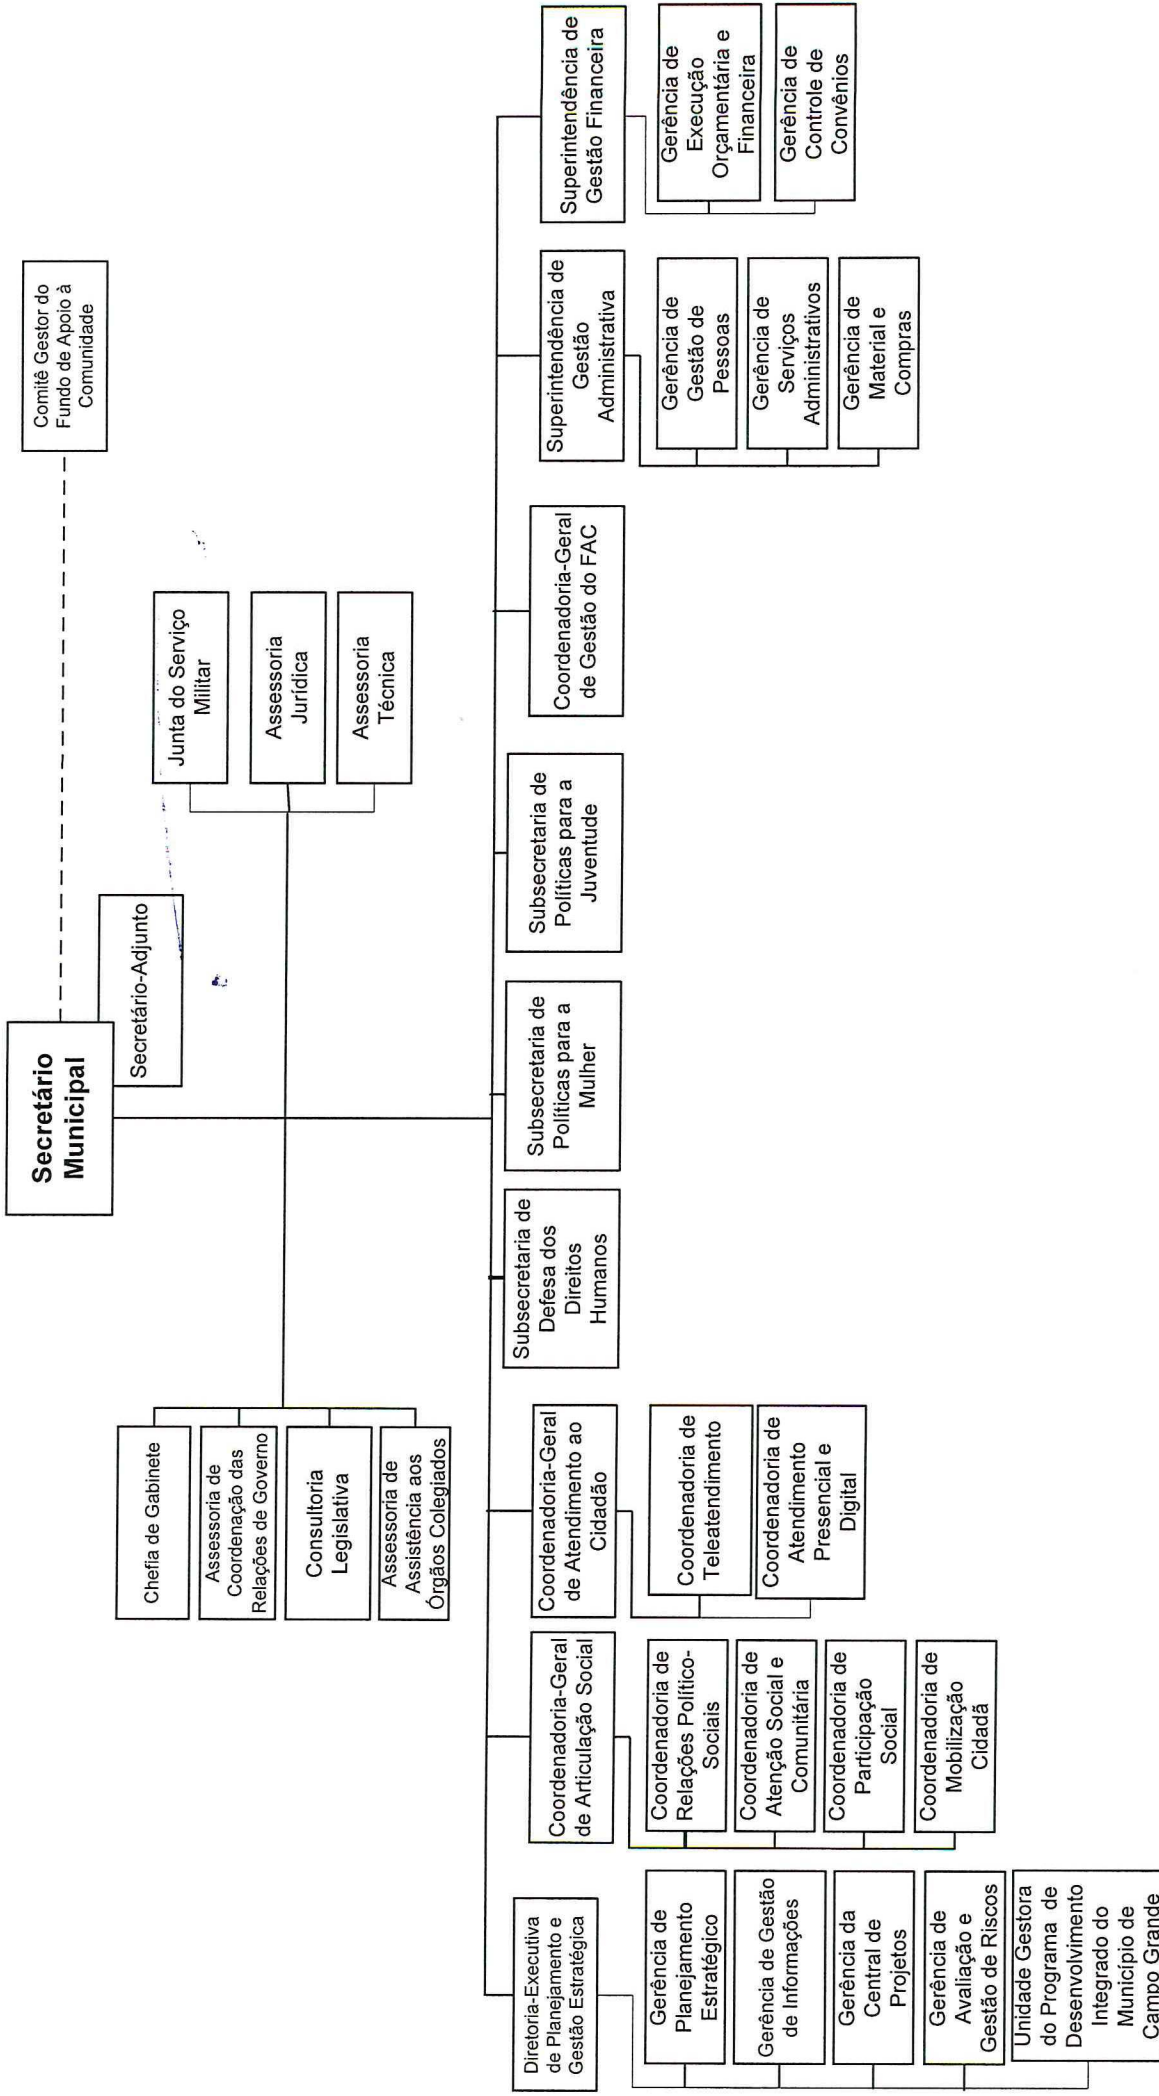 Secretário
Municipal
Secretário-Adjunto
Comitê Gestor do
Fundo de Apoio à
Comunidade
Chefia de Gabinete
Assessoria de
Coordenação das
Relações de Governo
Consultoria
Legislativa
Assessoria de
Assistência aos
Órgãos Colegiados
Junta do Serviço
Militar
Assessoria
Jurídica
Assessoria
Técnica
Diretoria-Executiva
de Planejamento e
Gestão Estratégica
Gerência de
Planejamento
Estratégico
Gerência de Gestão
de Informações
Gerência da
Central de
Projetos
Gerência de
Avaliação e
Gestão de Riscos
Unidade Gestora
do Programa de
Desenvolvimento
Integrado do
Município de
Campo Grande
Coordenadoria-Geral
de Articulação Social
Coordenadoria de
Relações Político-
Sociais
Coordenadoria de
Atenção Social e
Comunitária
Coordenadoria de
Participação
Social
Coordenadoria de
Mobilização
Cidadã
Coordenadoria-Geral
de Atendimento ao
Cidadão
Coordenadoria de
Teleatendimento
Coordenadoria de
Atendimento
Presencial e
Digital
Subsecretaria de
Defesa dos
Direitos
Humanos
Subsecretaria de
Políticas para a
Mulher
Subsecretaria de
Políticas para a
Juventude
Coordenadoria-Geral
de Gestão do FAC
Superintendência de
Gestão
Administrativa
Gerência de
Gestão de
Pessoas
Gerência de
Serviços
Administrativos
Gerência de
Material e
Compras
Superintendência de
Gestão Financeira
Gerência de
Execução
Orçamentária e
Financeira
Gerência de
Controle de
Convênios